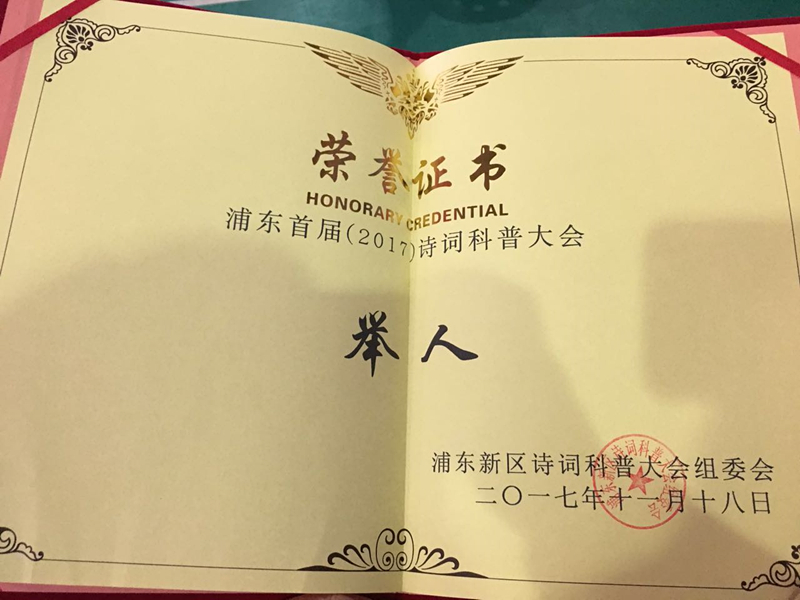 荣誉证书
HONORARY CREDENTIAL
浦东首届(2017)诗词科普大会
举人
浦东新区诗词科普大会组委会
二〇一七年十一月十八日